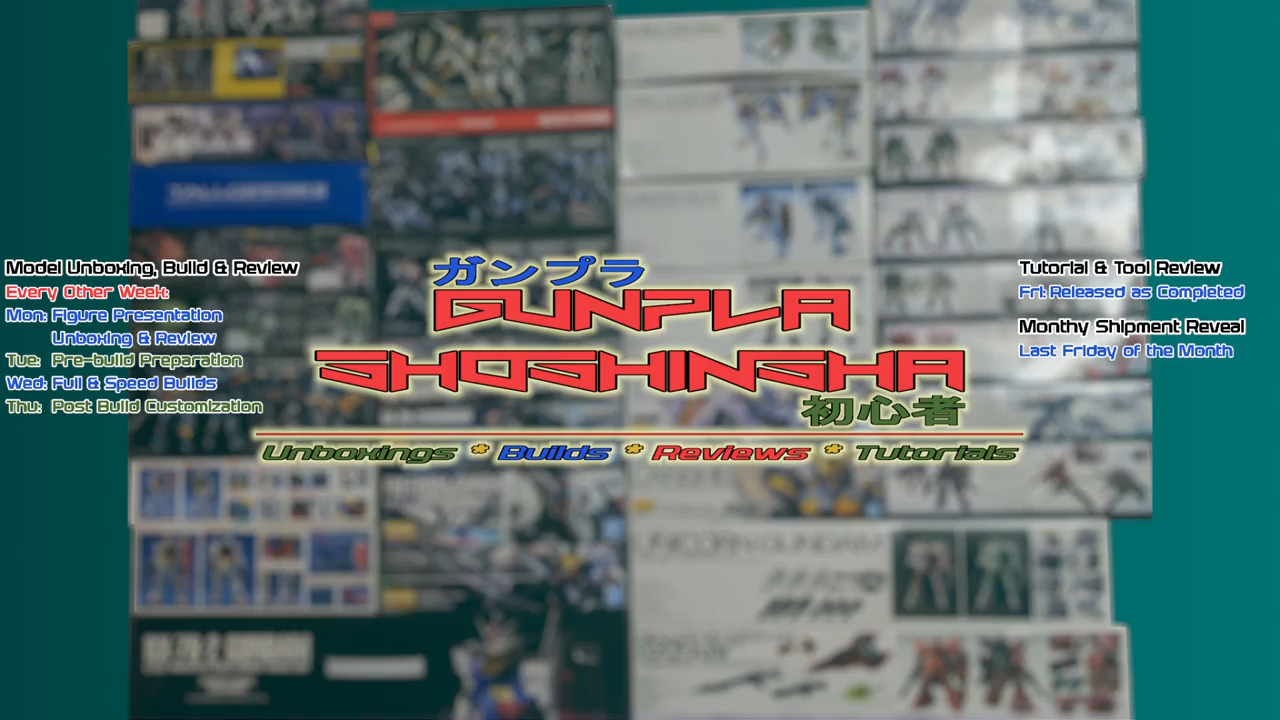 Model Unboxing, Build & Review
Every Other Week:
Mon: Figure Presentation
Unboxing & Review
Tue: Pre-build Preparation
Wed: Full & Speed Builds
Thu: Post Build Customization
ガンプラ
GUNPLA
SHOSHINSHA
初心者
Unboxings * Builds * Reviews * Tutorials
Tutorial & Tool Review
Fri: Released as Completed
Monthy Shipment Reveal
Last Friday of the Month
UNICORN GUNDAM